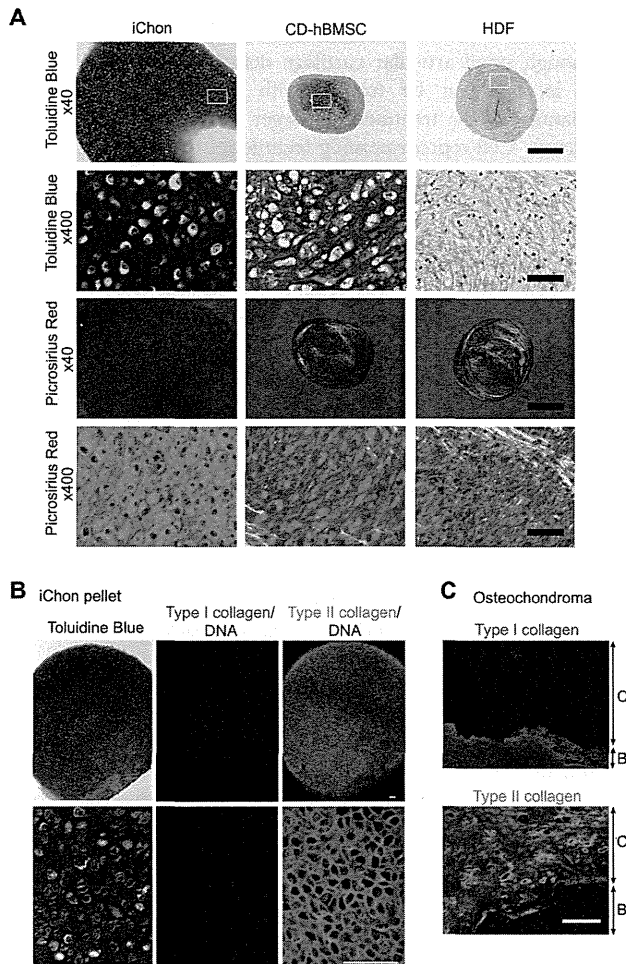 A
iChon
CD-hBMSC
HDF
Toluidine Blue
x40
Toluidine Blue
x400
Picrosirius Red
x40
Picrosirius Red
x400
B
iChon pellet
Toluidine Blue
Type I collagen/
DNA
Type II collagen/
DNA
C
Osteochondroma
Type I collagen
C
B
Type II collagen
C
B